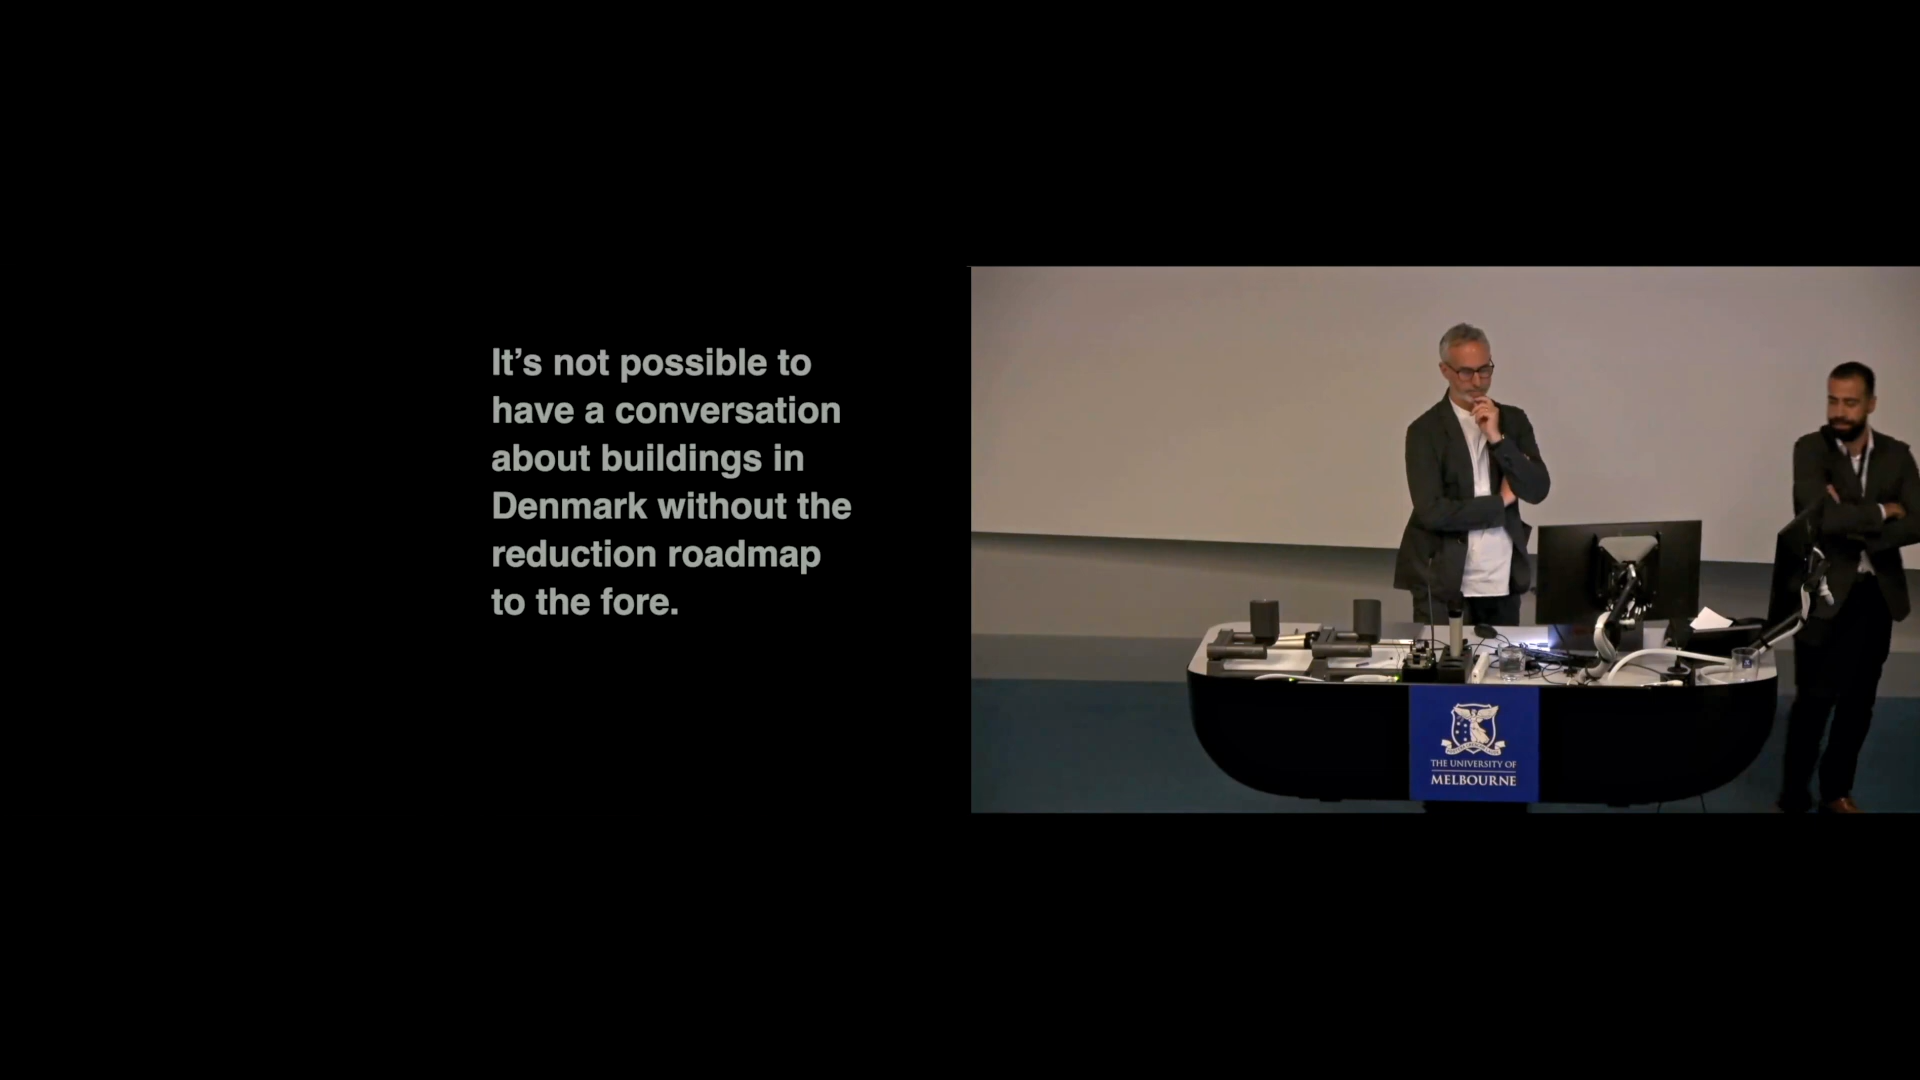 It’s not possible to
have a conversation
about buildings in
Denmark without the
reduction roadmap
to the fore.
THE UNIVERSITY OF
MELBOURNE